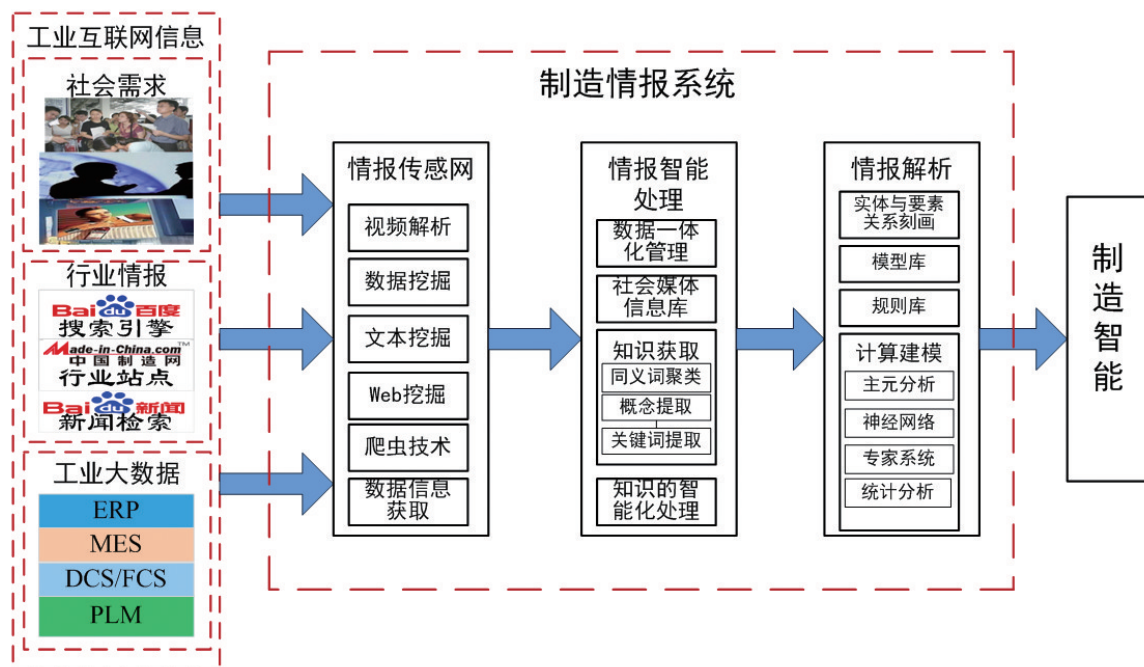 工业互联网信息
社会需求
行业情报
Bai du 百度
搜索引擎
Made-in-China.com™
中国制造网
行业站点
Bai du 新闻
新闻检索
工业大数据
ERP
MES
DCS/FCS
PLM
制造情报系统
情报传感网
视频解析
数据挖掘
文本挖掘
Web挖掘
爬虫技术
数据信息
获取
情报智能
处理
数据一体
化管理
社会媒体
信息库
知识获取
同义词聚类
概念提取
关键词提取
知识的智
能化处理
情报解析
实体与要素
关系刻画
模型库
规则库
计算建模
主元分析
神经网络
专家系统
统计分析
制造智能